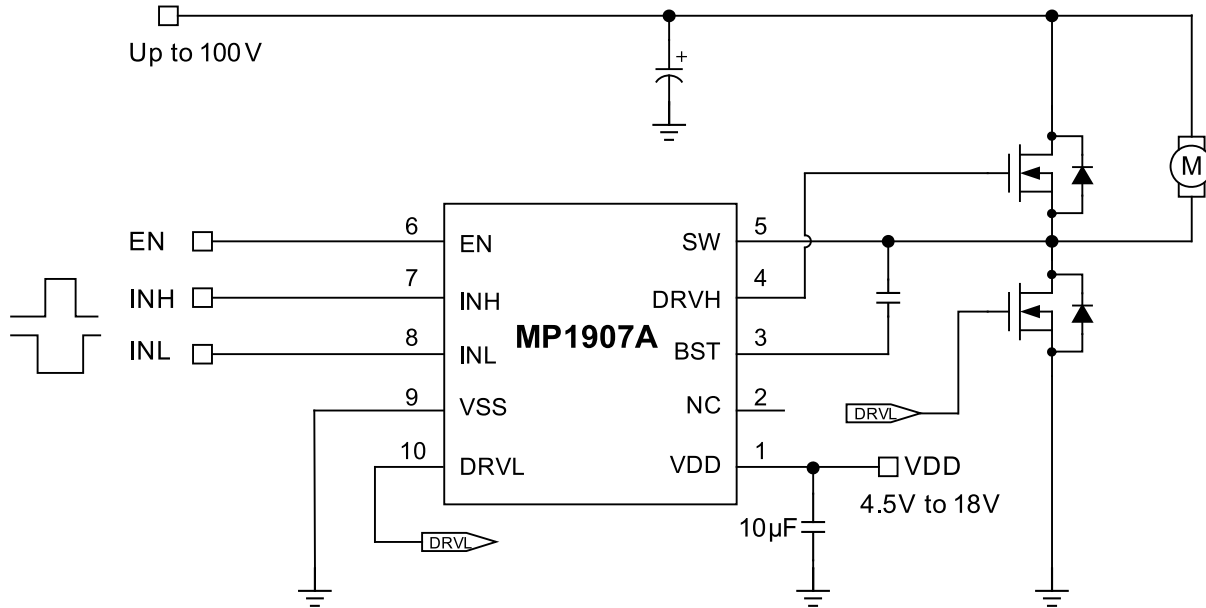 Up to 100V
+
M
EN 6 EN SW 5
INH 7 INH DRVH 4
MP1907A
INL 8 INL BST 3
9 VSS NC 2
DRVL
10 DRVL VDD 1
VDD
4.5V to 18V
10µF
DRVL